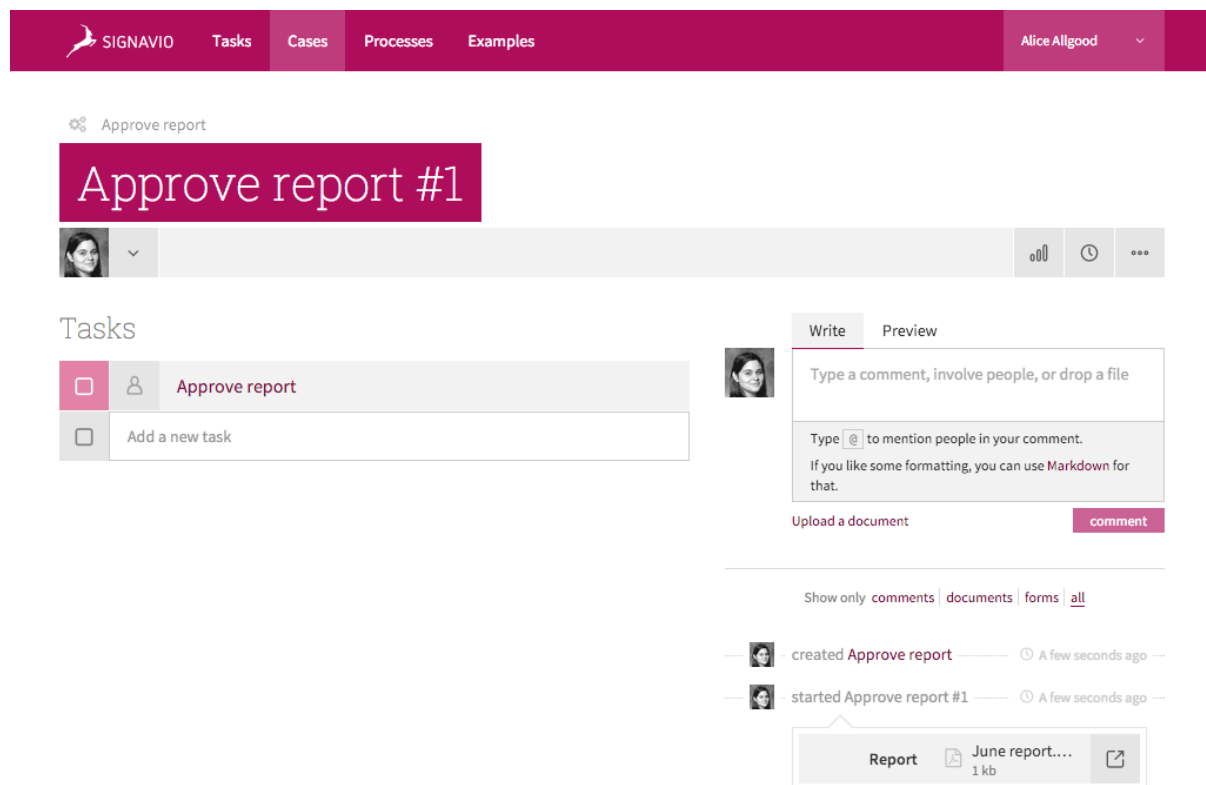 SIGNAVIO Tasks Cases Processes Examples Alice Allgood
Approve report
Approve report #1
Tasks
Approve report
Add a new task
Write Preview
Type a comment, involve people, or drop a file
Type @ to mention people in your comment.
If you like some formatting, you can use Markdown for
that.
Upload a document comment
Show only comments documents forms all
created Approve report A few seconds ago
started Approve report #1 A few seconds ago
Report June report....
1 kb